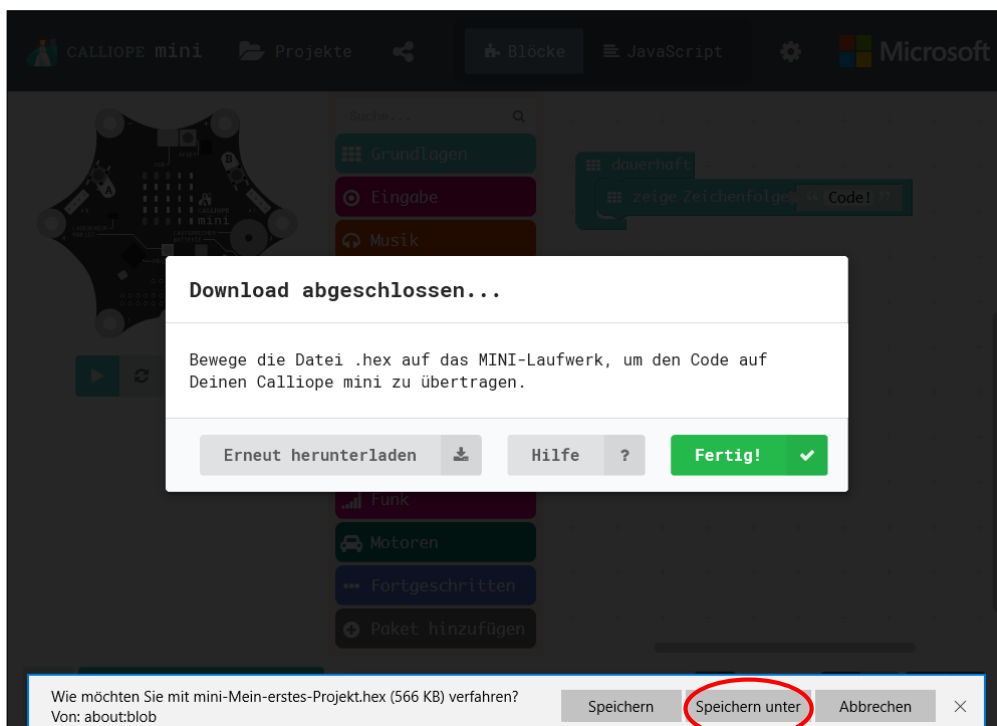 CALLIOPE mini Projekte Blöcke JavaScript Microsoft
Suche...
Grundlagen
Eingabe
Musik
dauerhaft
zeige Zeichenfolge " Code! "
A
B
CALLIOPE
mini
Download abgeschlossen...
Bewege die Datei .hex auf das MINI-Laufwerk, um den Code auf
Deinen Calliope mini zu übertragen.
Erneut herunterladen Hilfe ? Fertig!
Funk
Motoren
Fortgeschritten
Paket hinzufügen
Wie möchten Sie mit mini-Mein-erstes-Projekt.hex (566 KB) verfahren?
Von: about:blob
Speichern Speichern unter Abbrechen